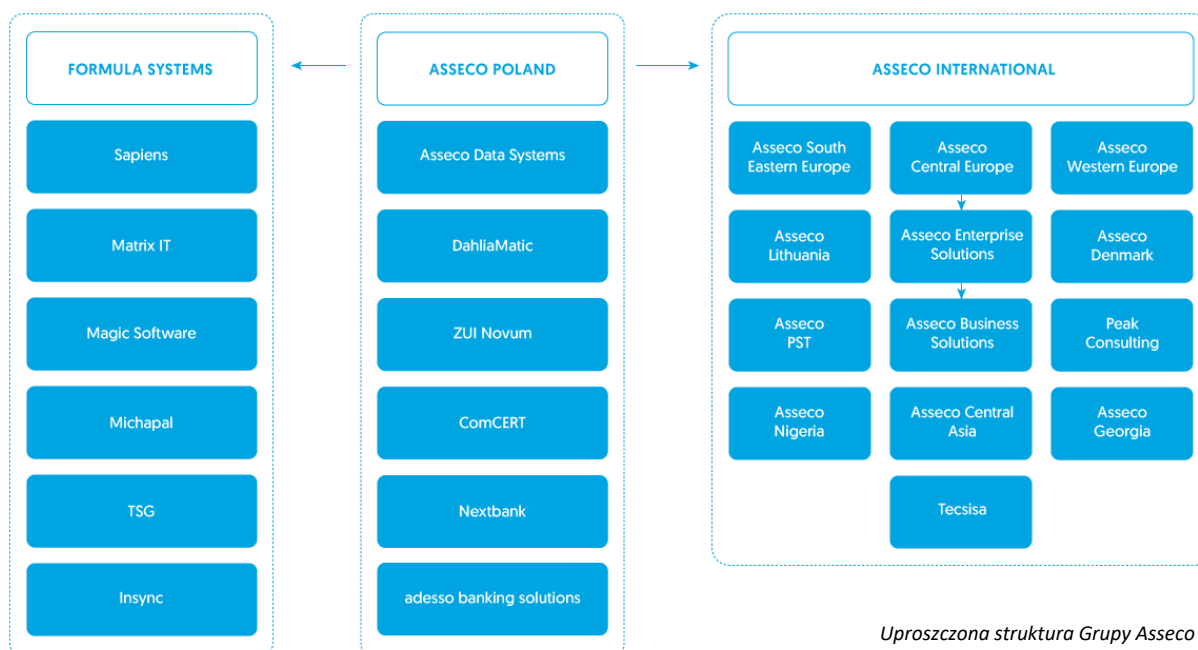 FORMULA SYSTEMS
Sapiens
Matrix IT
Magic Software
Michapal
TSG
Insync
ASSECO POLAND
Asseco Data Systems
DahliaMatic
ZUI Novum
ComCERT
Nextbank
adesso banking solutions
ASSECO INTERNATIONAL
Asseco South
Eastern Europe
Asseco
Central Europe
Asseco
Western Europe
Asseco
Lithuania
Asseco Enterprise
Solutions
Asseco
Denmark
Asseco
PST
Asseco Business
Solutions
Peak
Consulting
Asseco
Nigeria
Asseco Central
Asia
Asseco
Georgia
Tecsisa
Uproszczona struktura Grupy Asseco